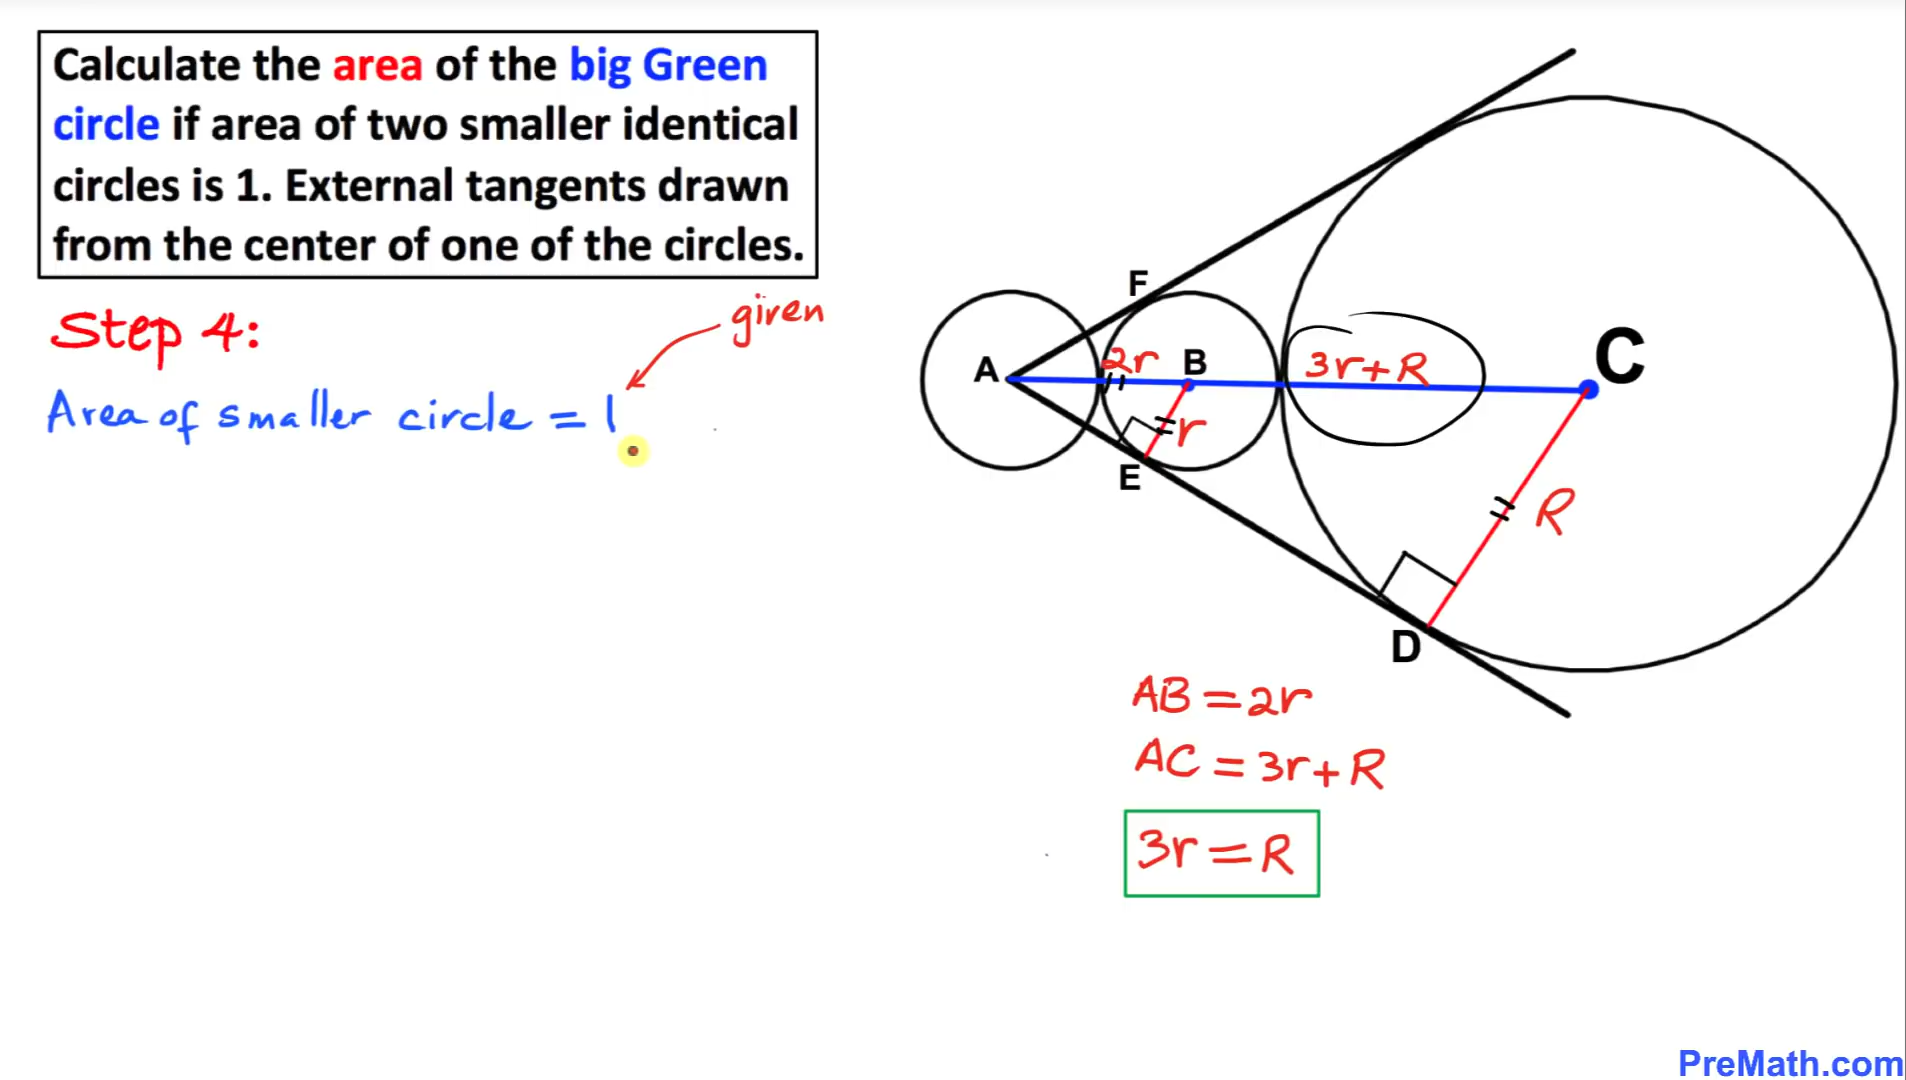 Calculate the area of the big Green
circle if area of two smaller identical
circles is 1. External tangents drawn
from the center of one of the circles.
Step 4:
given
Area of smaller circle = 1
F
A
2r
B
3r+R
C
r
E
R
D
AB = 2r
AC = 3r+R
3r = R
PreMath.com